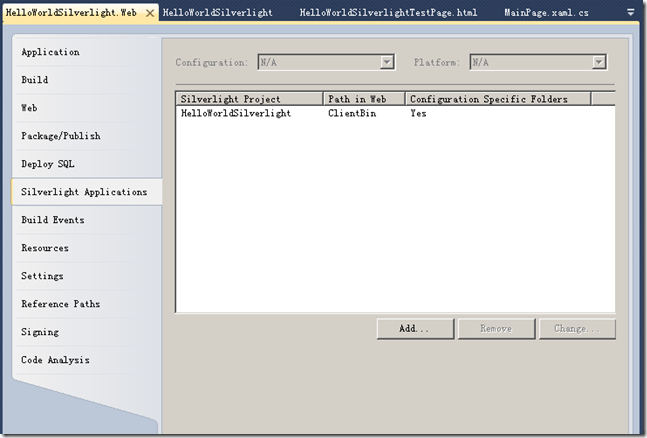 HelloWorldSilverlight.Web HelloWorldSilverlight HelloWorldSilverlightTestPage.html MainPage.xaml.cs
Application
Build
Web
Package/Publish
Deploy SQL
Silverlight Applications
Build Events
Resources
Settings
Reference Paths
Signing
Code Analysis
Configuration: N/A Platform: N/A
Silverlight Project Path in Web Configuration Specific Folders
HelloWorldSilverlight ClientBin Yes
Add... Remove Change...